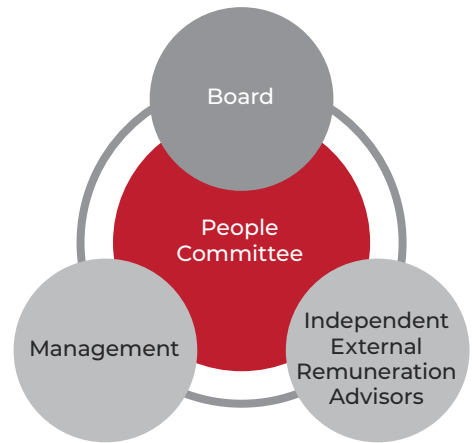 Board
People
Committee
Management
Independent
External
Remuneration
Advisors